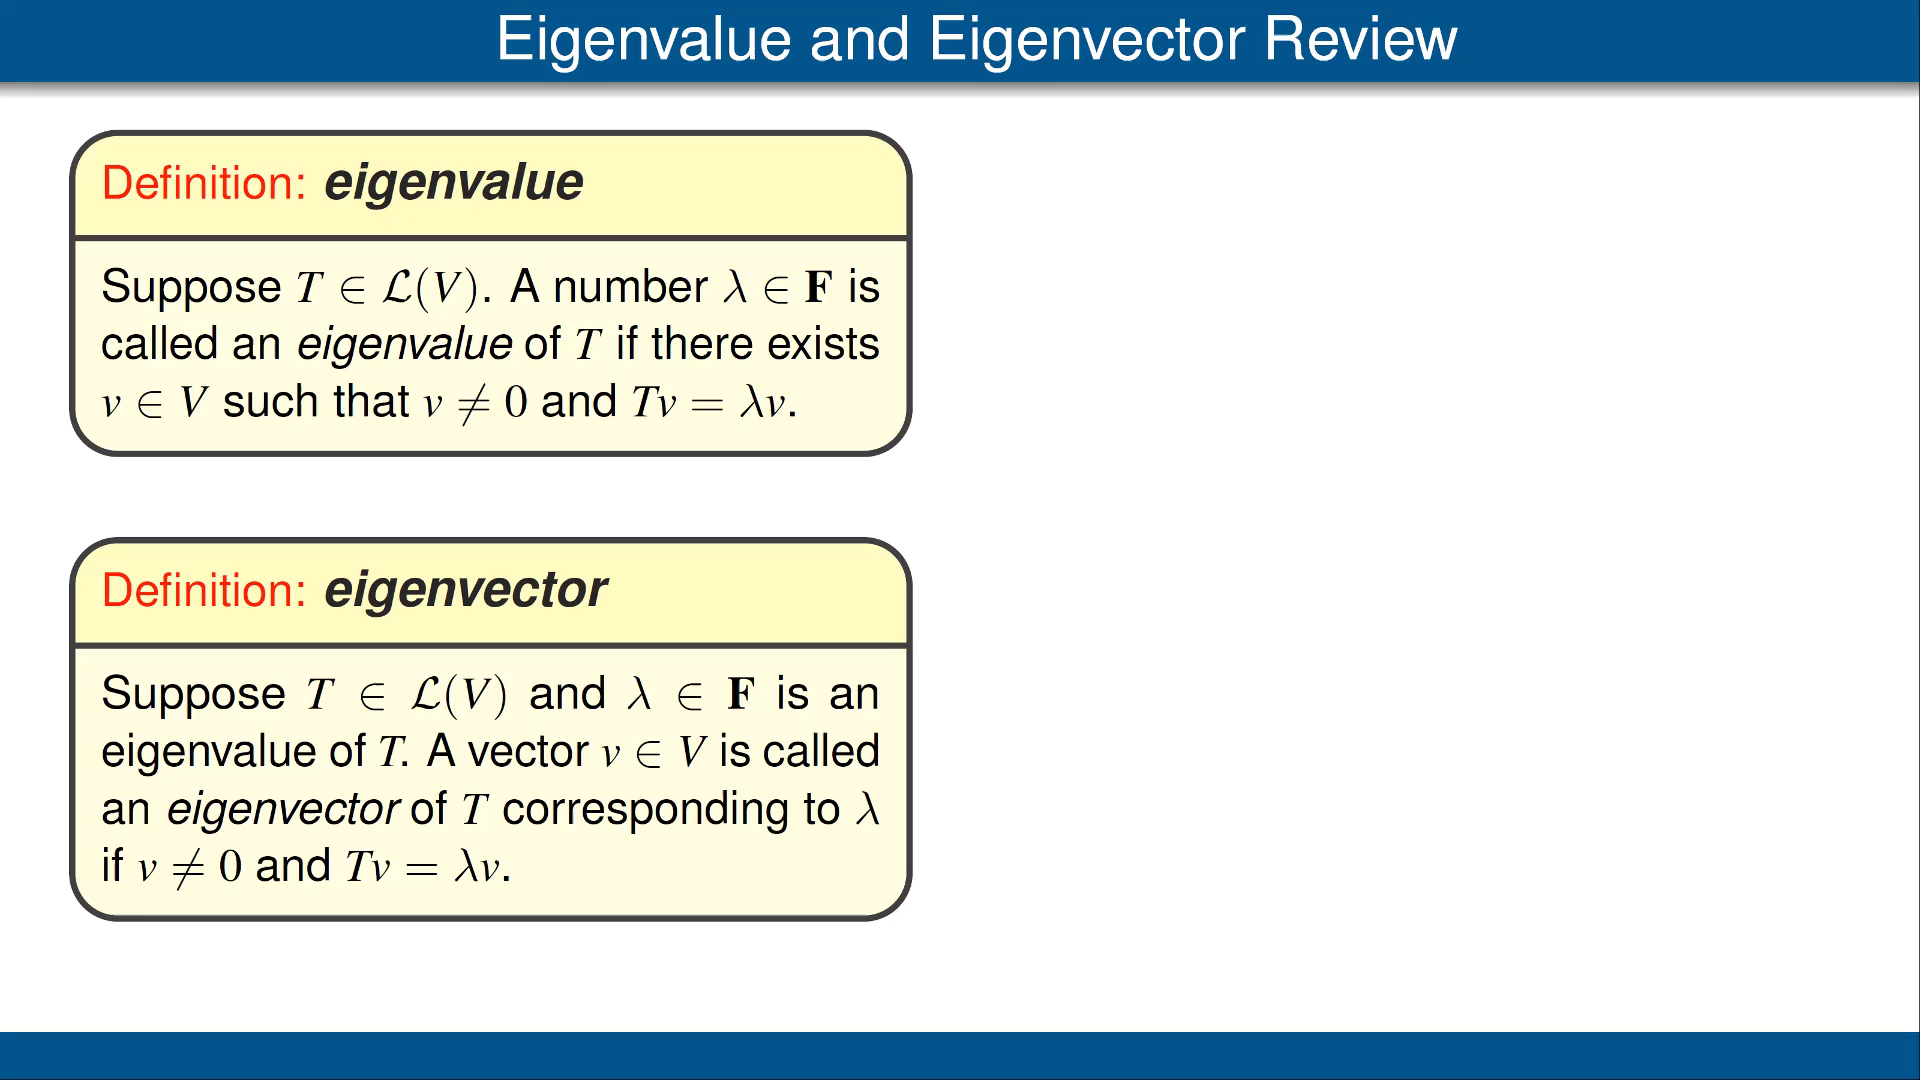 Eigenvalue and Eigenvector Review
Definition: eigenvalue
Suppose T ∈ ℒ(V). A number λ ∈ F is
called an eigenvalue of T if there exists
v ∈ V such that v ≠ 0 and Tv = λv.
Definition: eigenvector
Suppose T ∈ ℒ(V) and λ ∈ F is an
eigenvalue of T. A vector v ∈ V is called
an eigenvector of T corresponding to λ
if v ≠ 0 and Tv = λv.